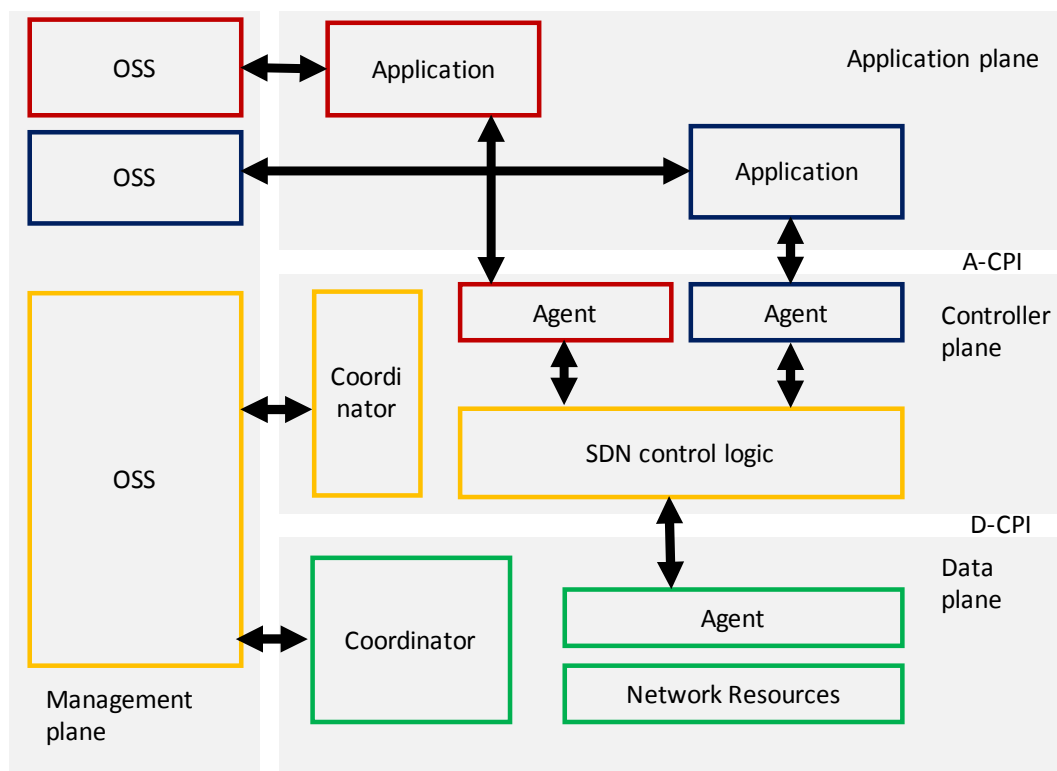 OSS
Application
Application plane
OSS
Application
A-CPI
Agent
Agent
Controller
plane
Coordi
nator
OSS
SDN control logic
D-CPI
Data
plane
Agent
Coordinator
Network Resources
Management
plane